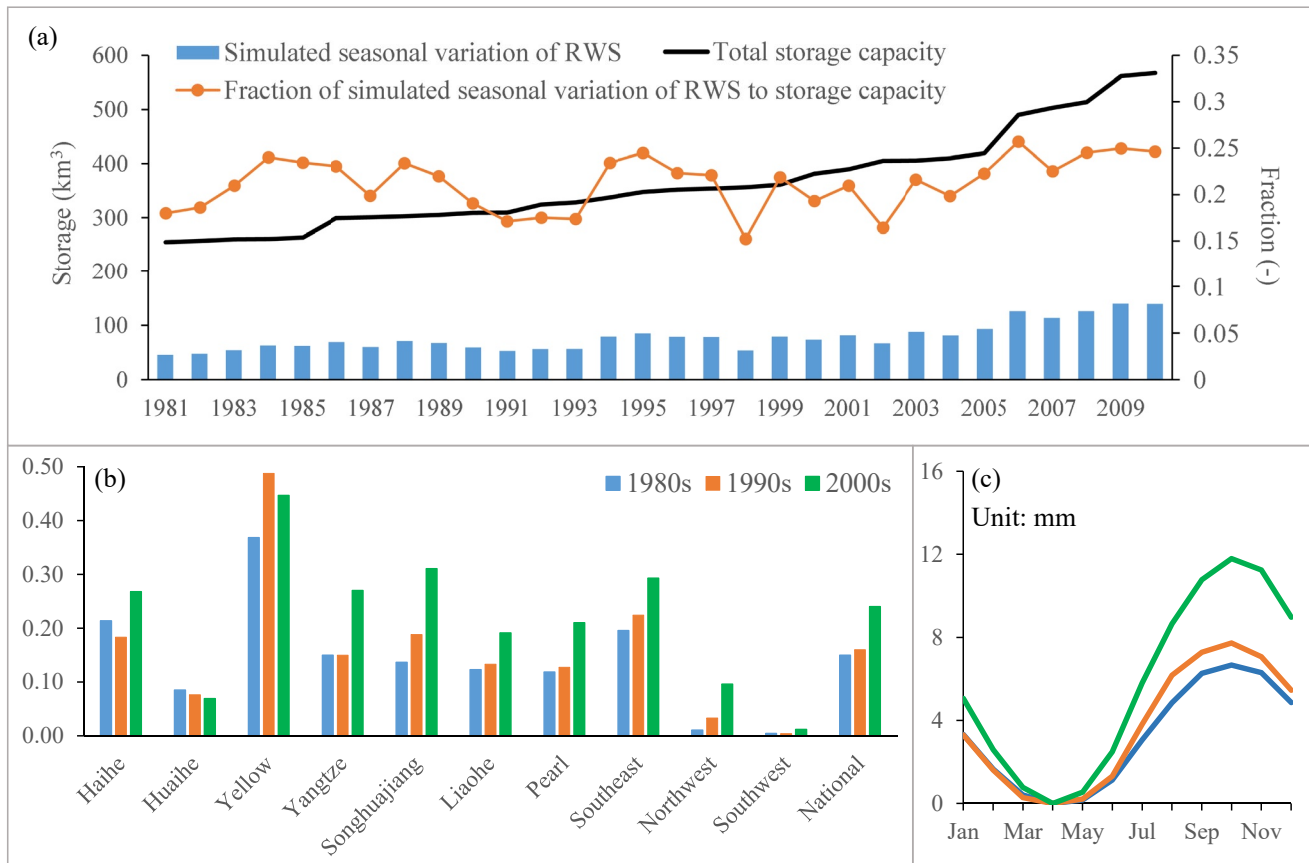 (a)
Simulated seasonal variation of RWS
Total storage capacity
Fraction of simulated seasonal variation of RWS to storage capacity
Storage (km³)
600
500
400
300
200
100
0
Fraction (-)
0.35
0.3
0.25
0.2
0.15
0.1
0.05
0
1981 1983 1985 1987 1989 1991 1993 1995 1997 1999 2001 2003 2005 2007 2009
(b)
1980s 1990s 2000s
0.50
0.40
0.30
0.20
0.10
0.00
Haihe
Huaihe
Yellow
Yangtze
Songhuajiang
Liaohe
Pearl
Southeast
Northwest
Southwest
National
(c)
Unit: mm
16
12
8
4
0
Jan Mar May Jul Sep Nov